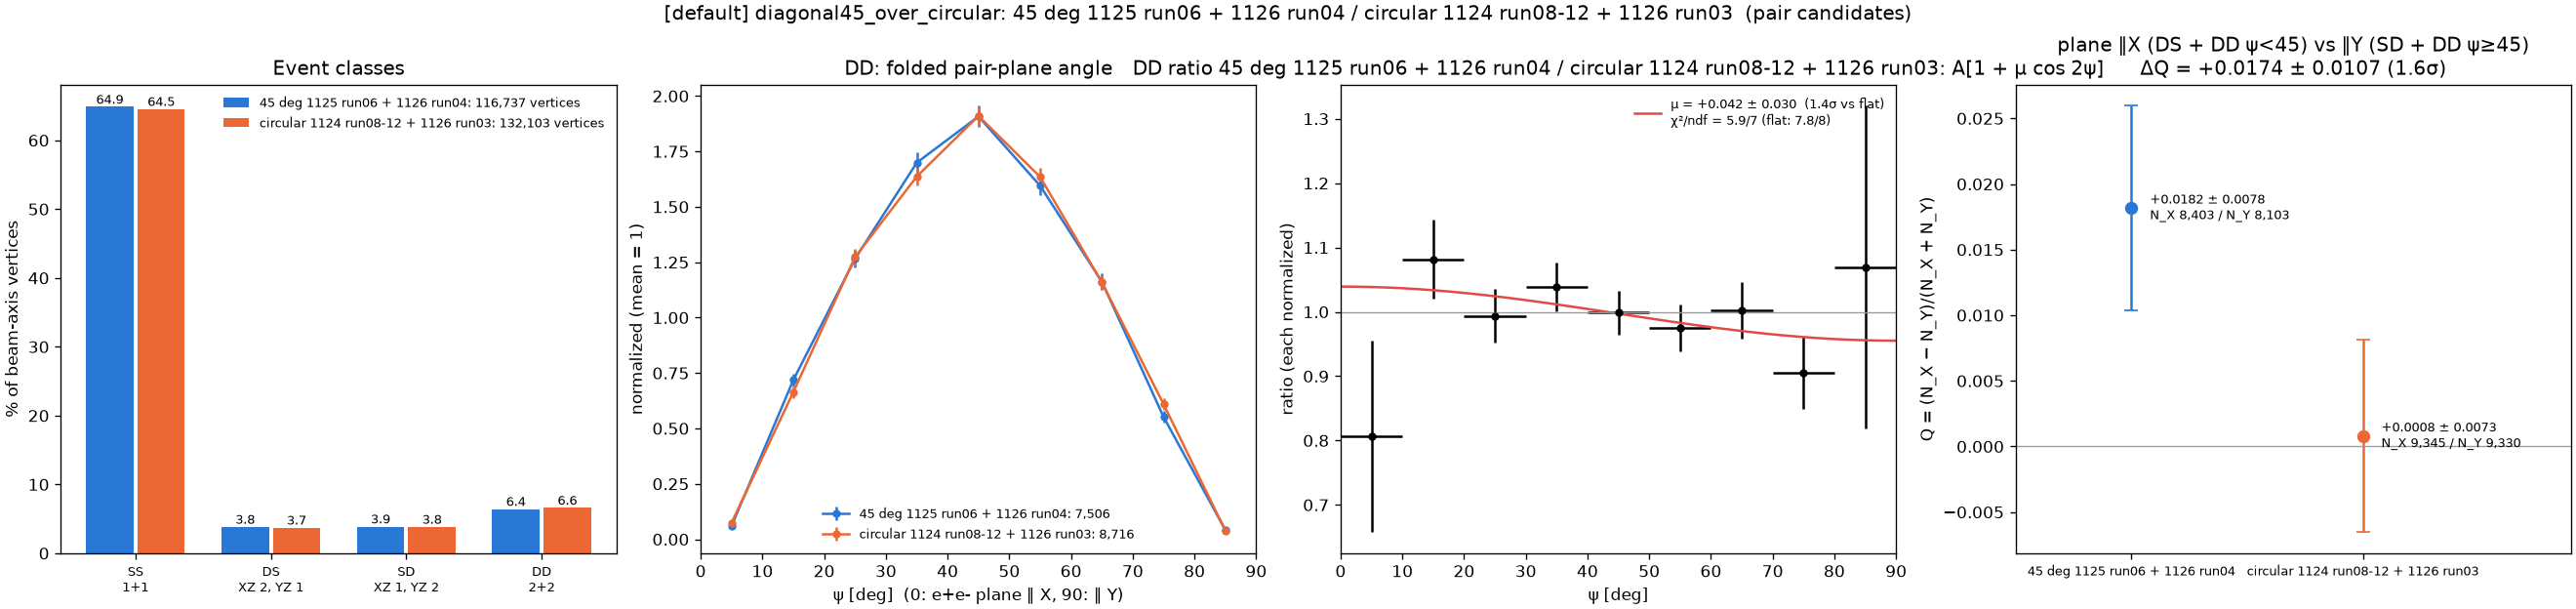 [default] diagonal45_over_circular: 45 deg 1125 run06 + 1126 run04 / circular 1124 run08-12 + 1126 run03  (pair candidates)
Event classes
% of beam-axis vertices
60
50
40
30
20
10
0
64.9
64.5
3.8
3.7
3.9
3.8
6.4
6.6
45 deg 1125 run06 + 1126 run04: 116,737 vertices
circular 1124 run08-12 + 1126 run03: 132,103 vertices
SS
1+1
DS
XZ 2, YZ 1
SD
XZ 1, YZ 2
DD
2+2
DD: folded pair-plane angle
normalized (mean = 1)
2.00
1.75
1.50
1.25
1.00
0.75
0.50
0.25
0.00
45 deg 1125 run06 + 1126 run04: 7,506
circular 1124 run08-12 + 1126 run03: 8,716
0 10 20 30 40 50 60 70 80 90
ψ [deg]  (0: e+e- plane ∥ X, 90: ∥ Y)
DD ratio 45 deg 1125 run06 + 1126 run04 / circular 1124 run08-12 + 1126 run03: A[1 + μ cos 2ψ]
ratio (each normalized)
1.3
1.2
1.1
1.0
0.9
0.8
0.7
μ = +0.042 ± 0.030  (1.4σ vs flat)
χ²/ndf = 5.9/7 (flat: 7.8/8)
0 10 20 30 40 50 60 70 80 90
ψ [deg]
plane ∥X (DS + DD ψ<45) vs ∥Y (SD + DD ψ≥45)
ΔQ = +0.0174 ± 0.0107 (1.6σ)
Q = (N_X − N_Y)/(N_X + N_Y)
0.025
0.020
0.015
0.010
0.005
0.000
−0.005
+0.0182 ± 0.0078
N_X 8,403 / N_Y 8,103
+0.0008 ± 0.0073
N_X 9,345 / N_Y 9,330
45 deg 1125 run06 + 1126 run04
circular 1124 run08-12 + 1126 run03